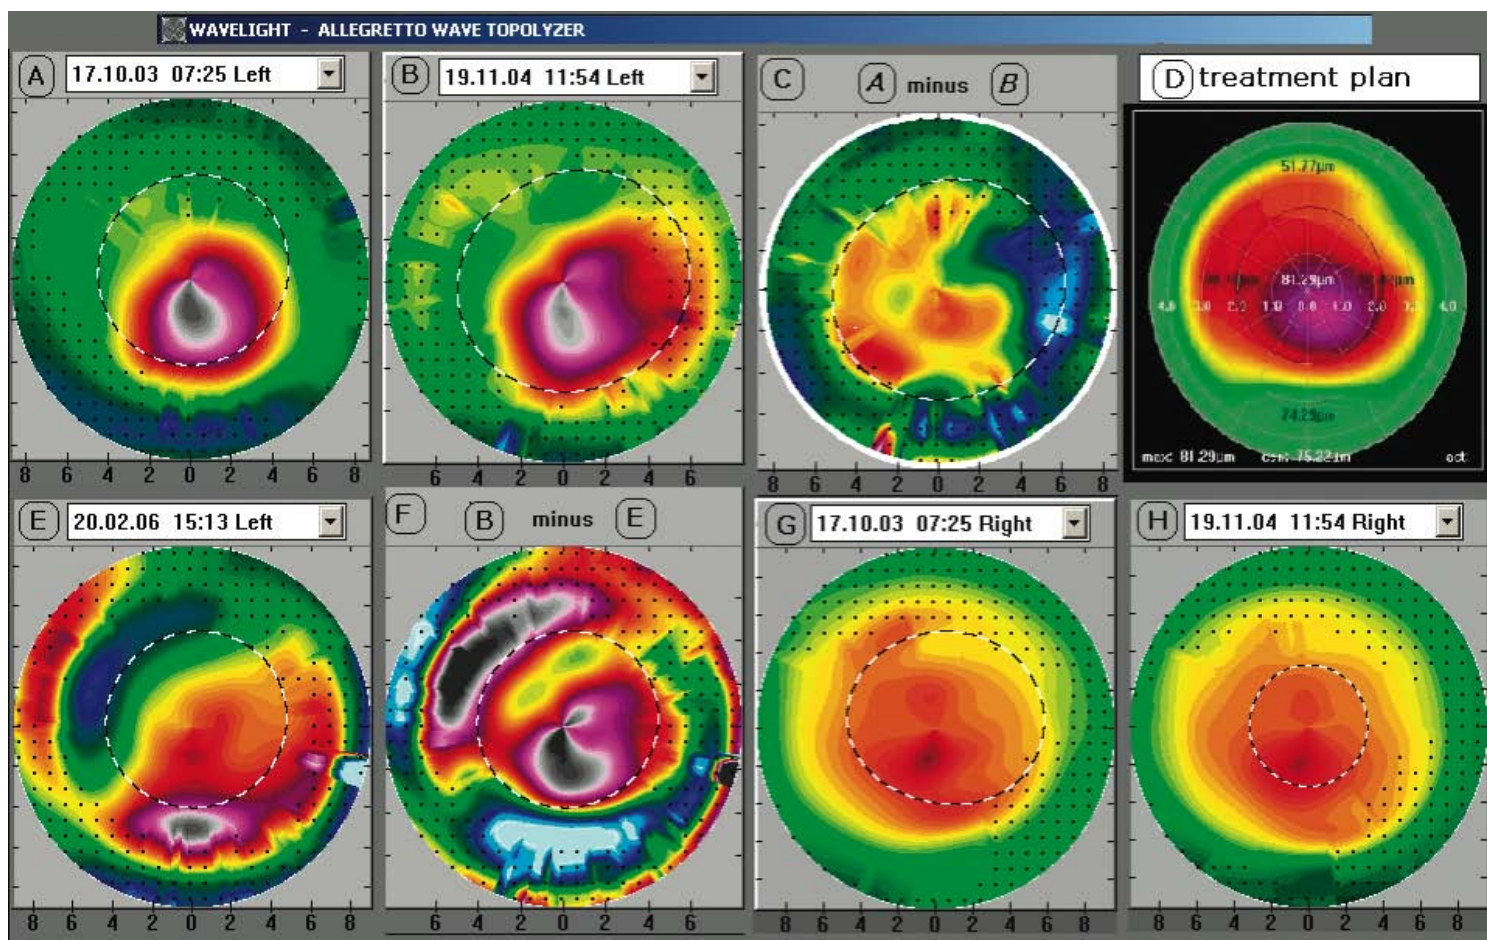 WAVELIGHT - ALLEGRETTO WAVE TOPOLYZER
A 17.10.03 07:25 Left
B 19.11.04 11:54 Left
C A minus B
D treatment plan
51.77µm
81.29µm
4.0 3.0 2.0 1.0 0.0 1.0 2.0 4.0
74.29µm
max: 81.29µm
8 6 4 2 0 2 4 6 8
6 4 2 0 2 4 6
8 6 4 2 0 2 4 6 8
E 20.02.06 15:13 Left
F B minus E
G 17.10.03 07:25 Right
H 19.11.04 11:54 Right
8 6 4 2 0 2 4 6 8
6 4 2 0 2 4 6
8 6 4 2 0 2 4 6 8
8 6 4 2 0 2 4 6 8